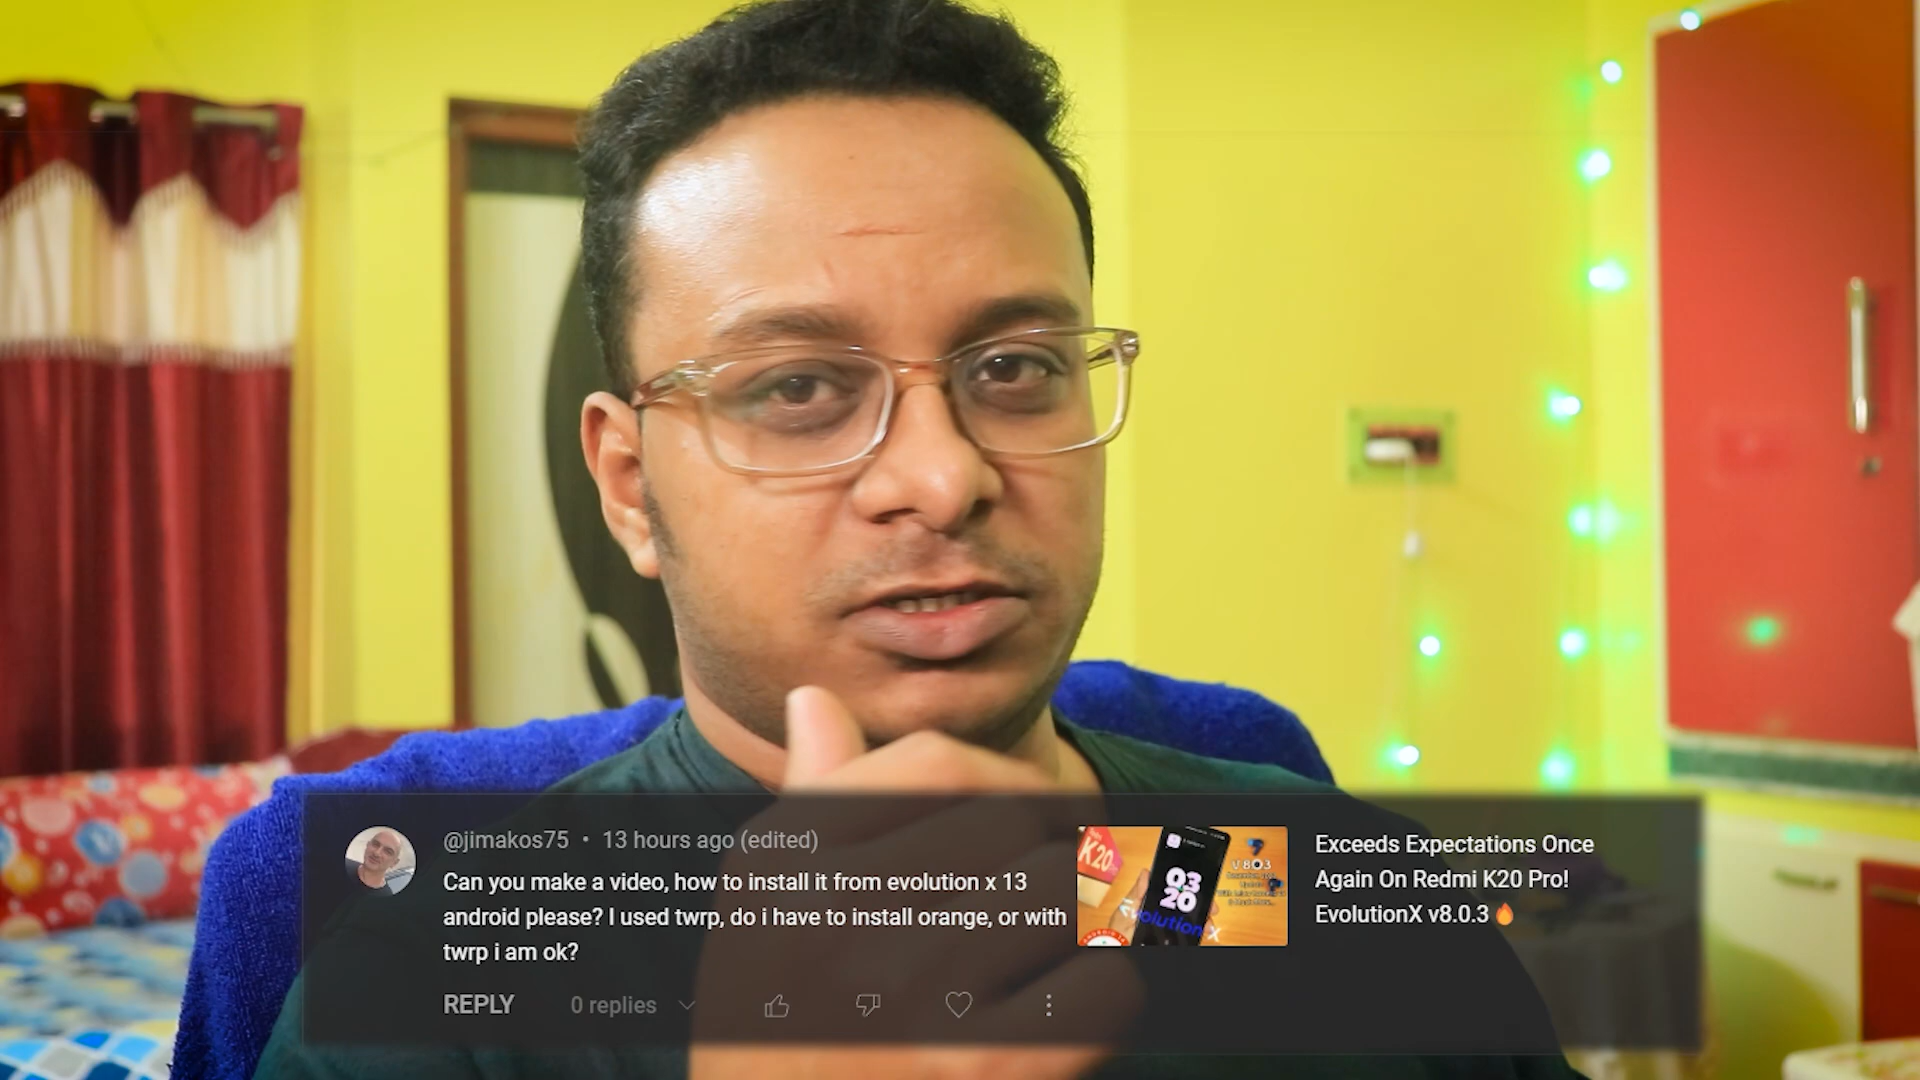 @jimakos75 • 13 hours ago (edited)
Can you make a video, how to install it from evolution x 13
android please? I used twrp, do i have to install orange, or with
twrp i am ok?
REPLY
0 replies
K20
03
20
V 8.0.3
Evolution X
Exceeds Expectations Once
Again On Redmi K20 Pro!
EvolutionX v8.0.3🔥